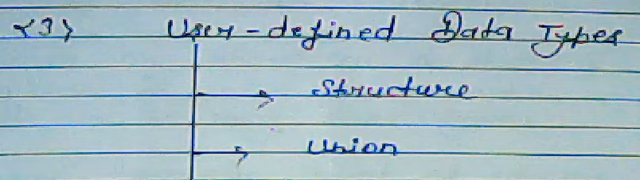 <3> User-defined Data Types
Structure
Union